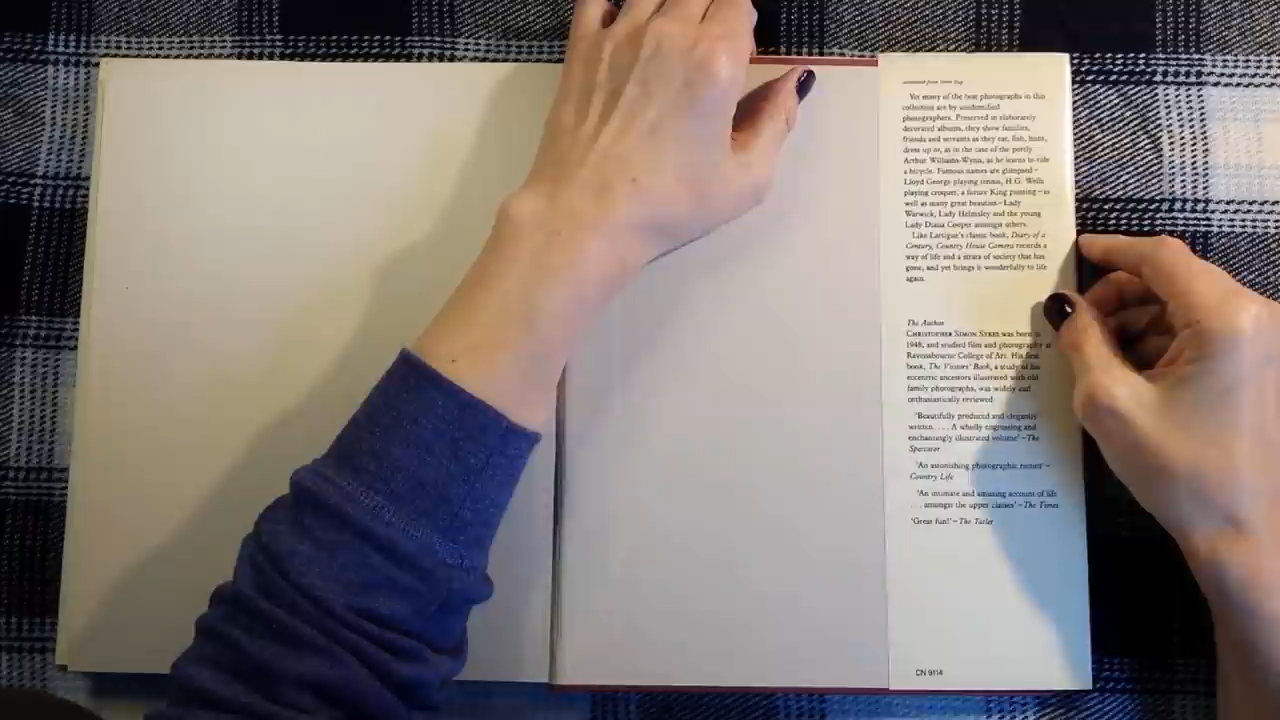 continued from front flap
Yet many of the best photographs in this
collection are by unidentified
photographers. Preserved in elaborately
decorated albums, they show families,
friends and servants as they eat, fish, hunt,
dress up or, as in the case of the portly
Arthur Williams-Wynn, as he learns to ride
a bicycle. Famous names are glimpsed –
Lloyd George playing tennis, H.G. Wells
playing croquet, a future King punting – as
well as many great beauties – Lady
Warwick, Lady Helmsley and the young
Lady Diana Cooper amongst others.
Like Lartigue's classic book, Diary of a
Century, Country House Camera records a
way of life and a strata of society that has
gone, and yet brings it wonderfully to life
again.
The Author
CHRISTOPHER SIMON SYKES was born in
1948, and studied film and photography at
Ravensbourne College of Art. His first
book, The Visitors' Book, a study of his
eccentric ancestors illustrated with old
family photographs, was widely and
enthusiastically reviewed:
'Beautifully produced and elegantly
written. . . . A wholly engrossing and
enchantingly illustrated volume' – The
Spectator
'An astonishing photographic memoir' –
Country Life
'An intimate and amusing account of life
. . . amongst the upper classes' – The Times
'Great fun!' – The Tatler
CN 9114